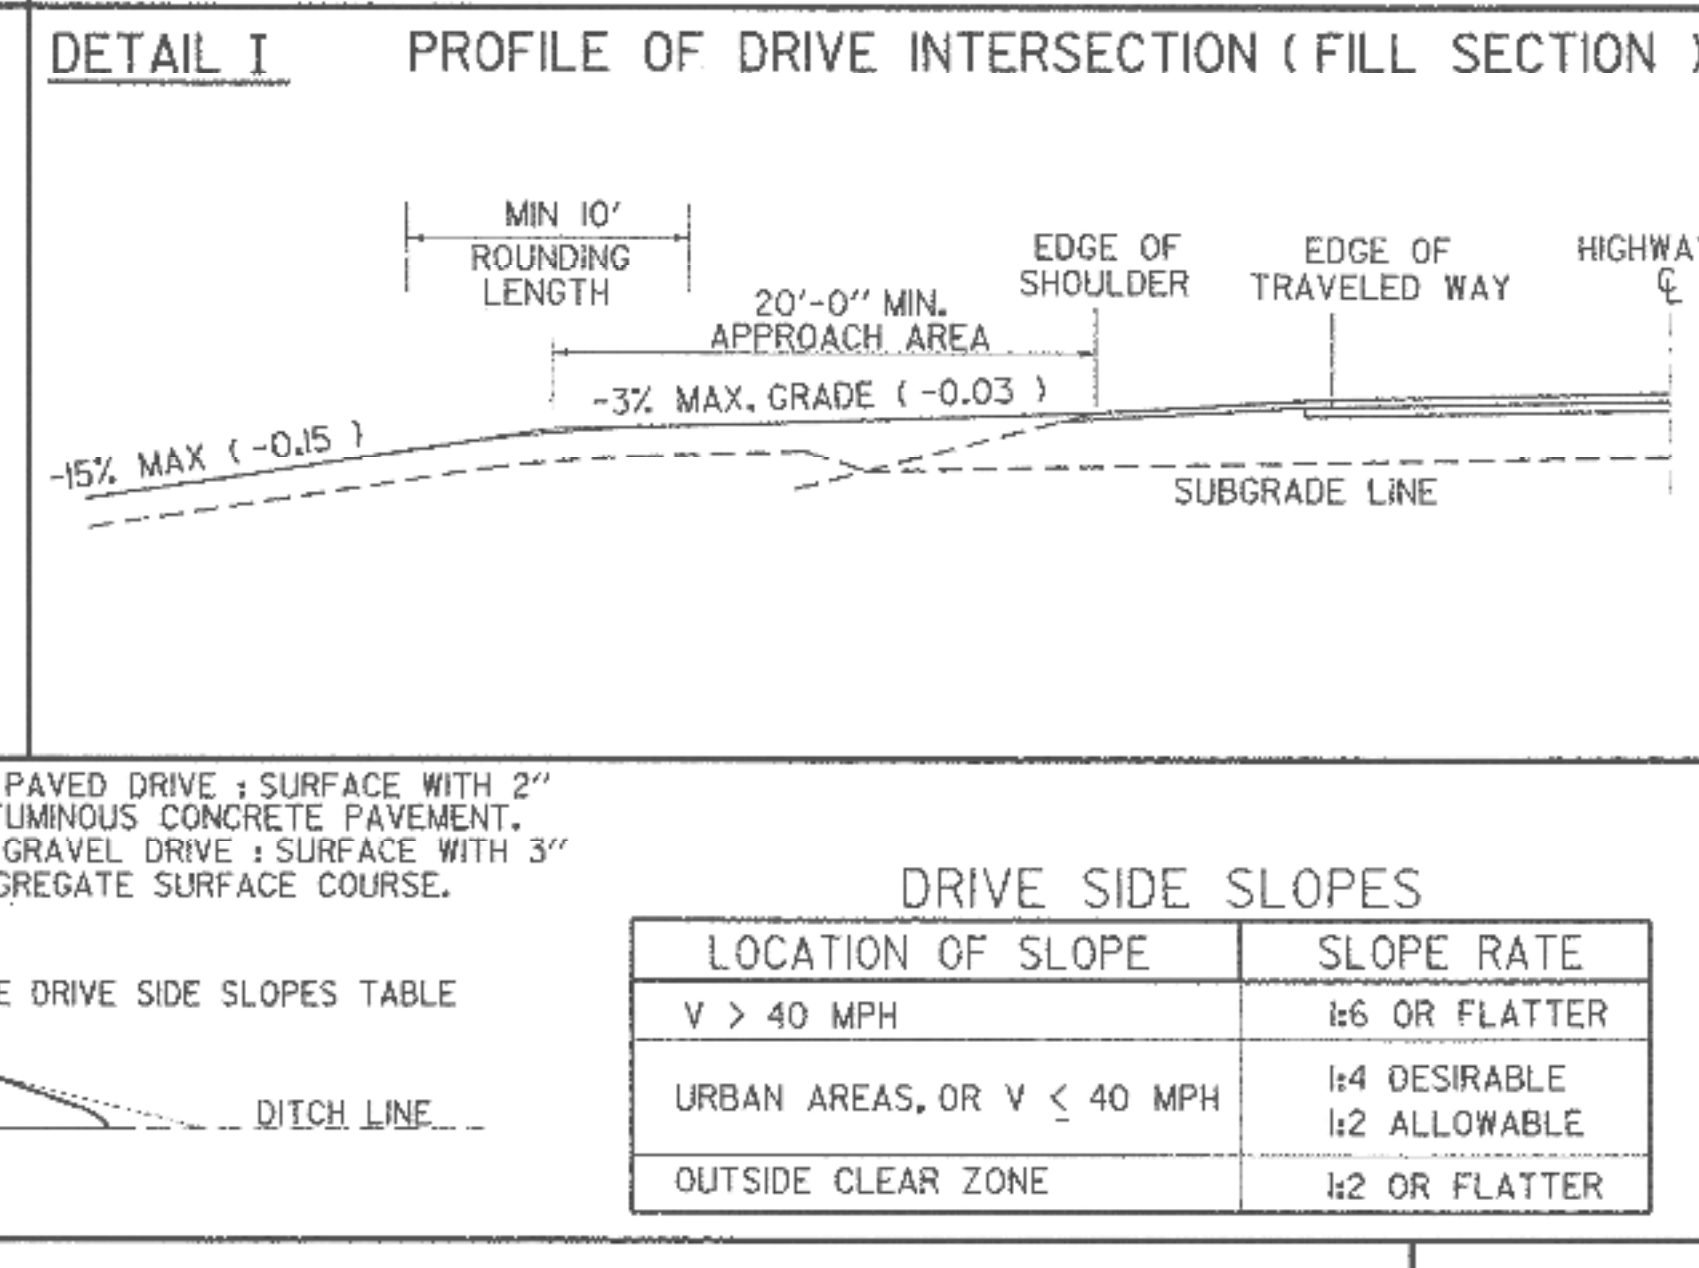 DETAIL I PROFILE OF DRIVE INTERSECTION ( FILL SECTION )
MIN 10'
ROUNDING
LENGTH
20'-0" MIN.
APPROACH AREA
EDGE OF
SHOULDER
EDGE OF
TRAVELED WAY
℄
-3% MAX. GRADE ( -0.03 )
-15% MAX ( -0.15 )
SUBGRADE LINE
PAVED DRIVE : SURFACE WITH 2"
CONCRETE PAVEMENT.
GRAVEL DRIVE : SURFACE WITH 3"
SURFACE COURSE.
DRIVE SIDE SLOPES TABLE
DITCH LINE
DRIVE SIDE SLOPES
LOCATION OF SLOPE SLOPE RATE
V > 40 MPH 1:6 OR FLATTER
URBAN AREAS, OR V ≤ 40 MPH 1:4 DESIRABLE
1:2 ALLOWABLE
OUTSIDE CLEAR ZONE 1:2 OR FLATTER